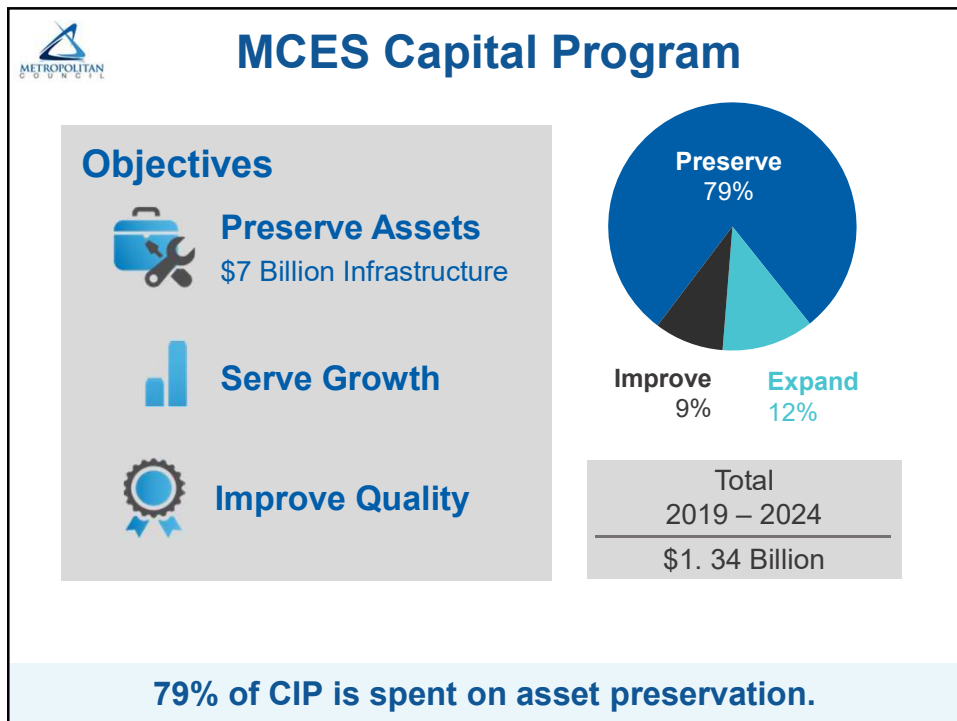 METROPOLITAN
COUNCIL
MCES Capital Program
Objectives
Preserve Assets
$7 Billion Infrastructure
Serve Growth
Improve Quality
Preserve
79%
Improve
9%
Expand
12%
Total
2019 – 2024
$1. 34 Billion
79% of CIP is spent on asset preservation.